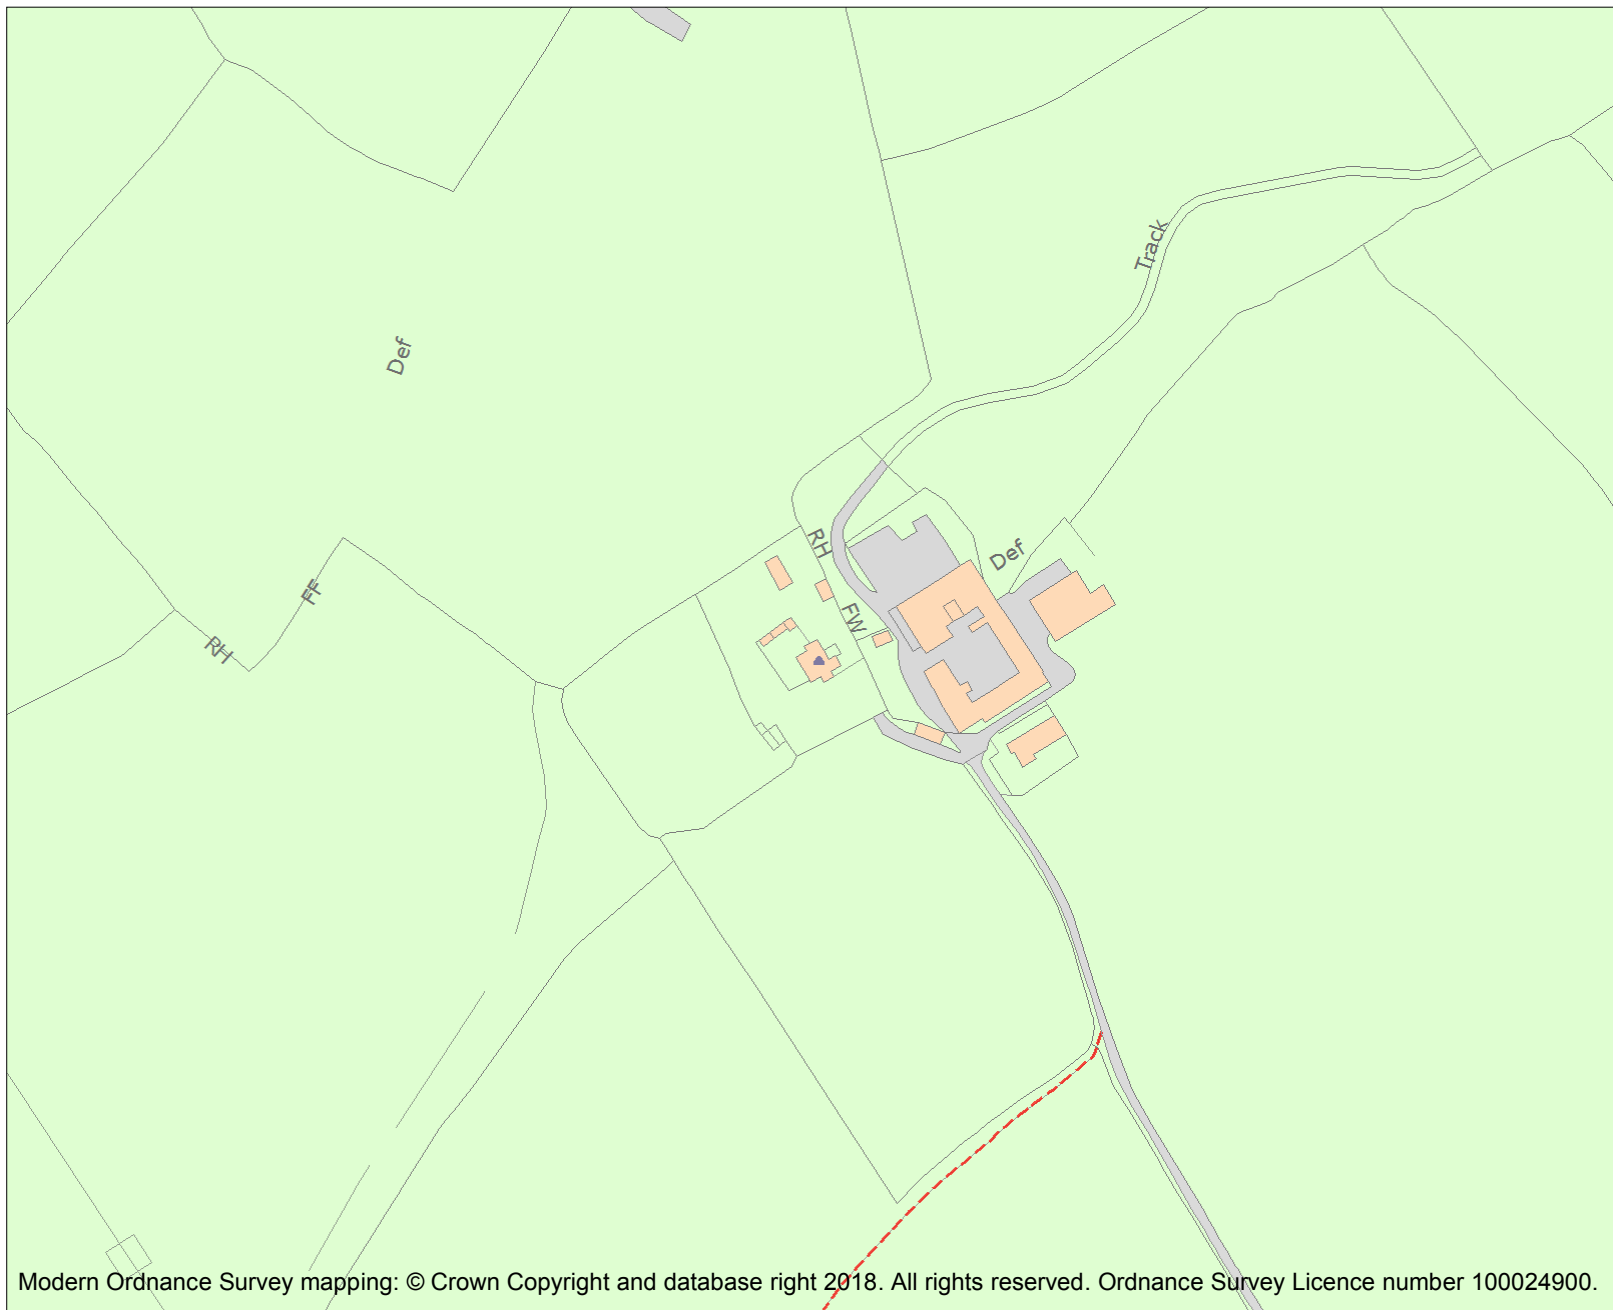 Track
Def
RH
Def
FF
FW
RH
Modern Ordnance Survey mapping: © Crown Copyright and database right 2018. All rights reserved. Ordnance Survey Licence number 100024900.